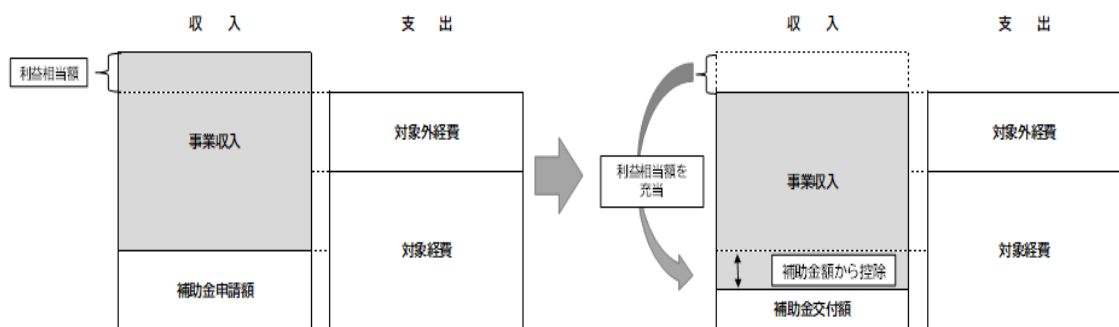 収 入
支 出
利益相当額
事業収入
対象外経費
対象経費
補助金申請額
収 入
支 出
利益相当額を
充当
事業収入
対象外経費
対象経費
補助金額から控除
補助金交付額